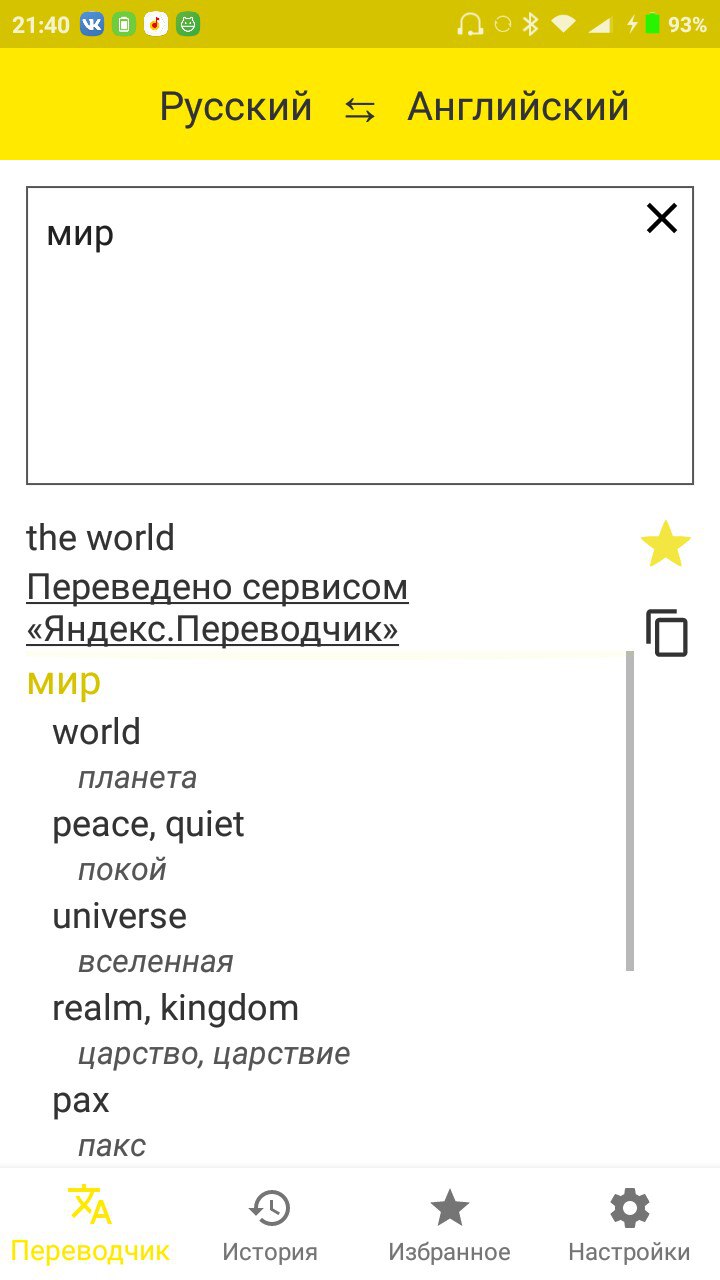 21:40
93%
Русский ⇆ Английский
мир
the world
Переведено сервисом
«Яндекс.Переводчик»
мир
world
планета
peace, quiet
покой
universe
вселенная
realm, kingdom
царство, царствие
pax
пакс
Переводчик
История
Избранное
Настройки